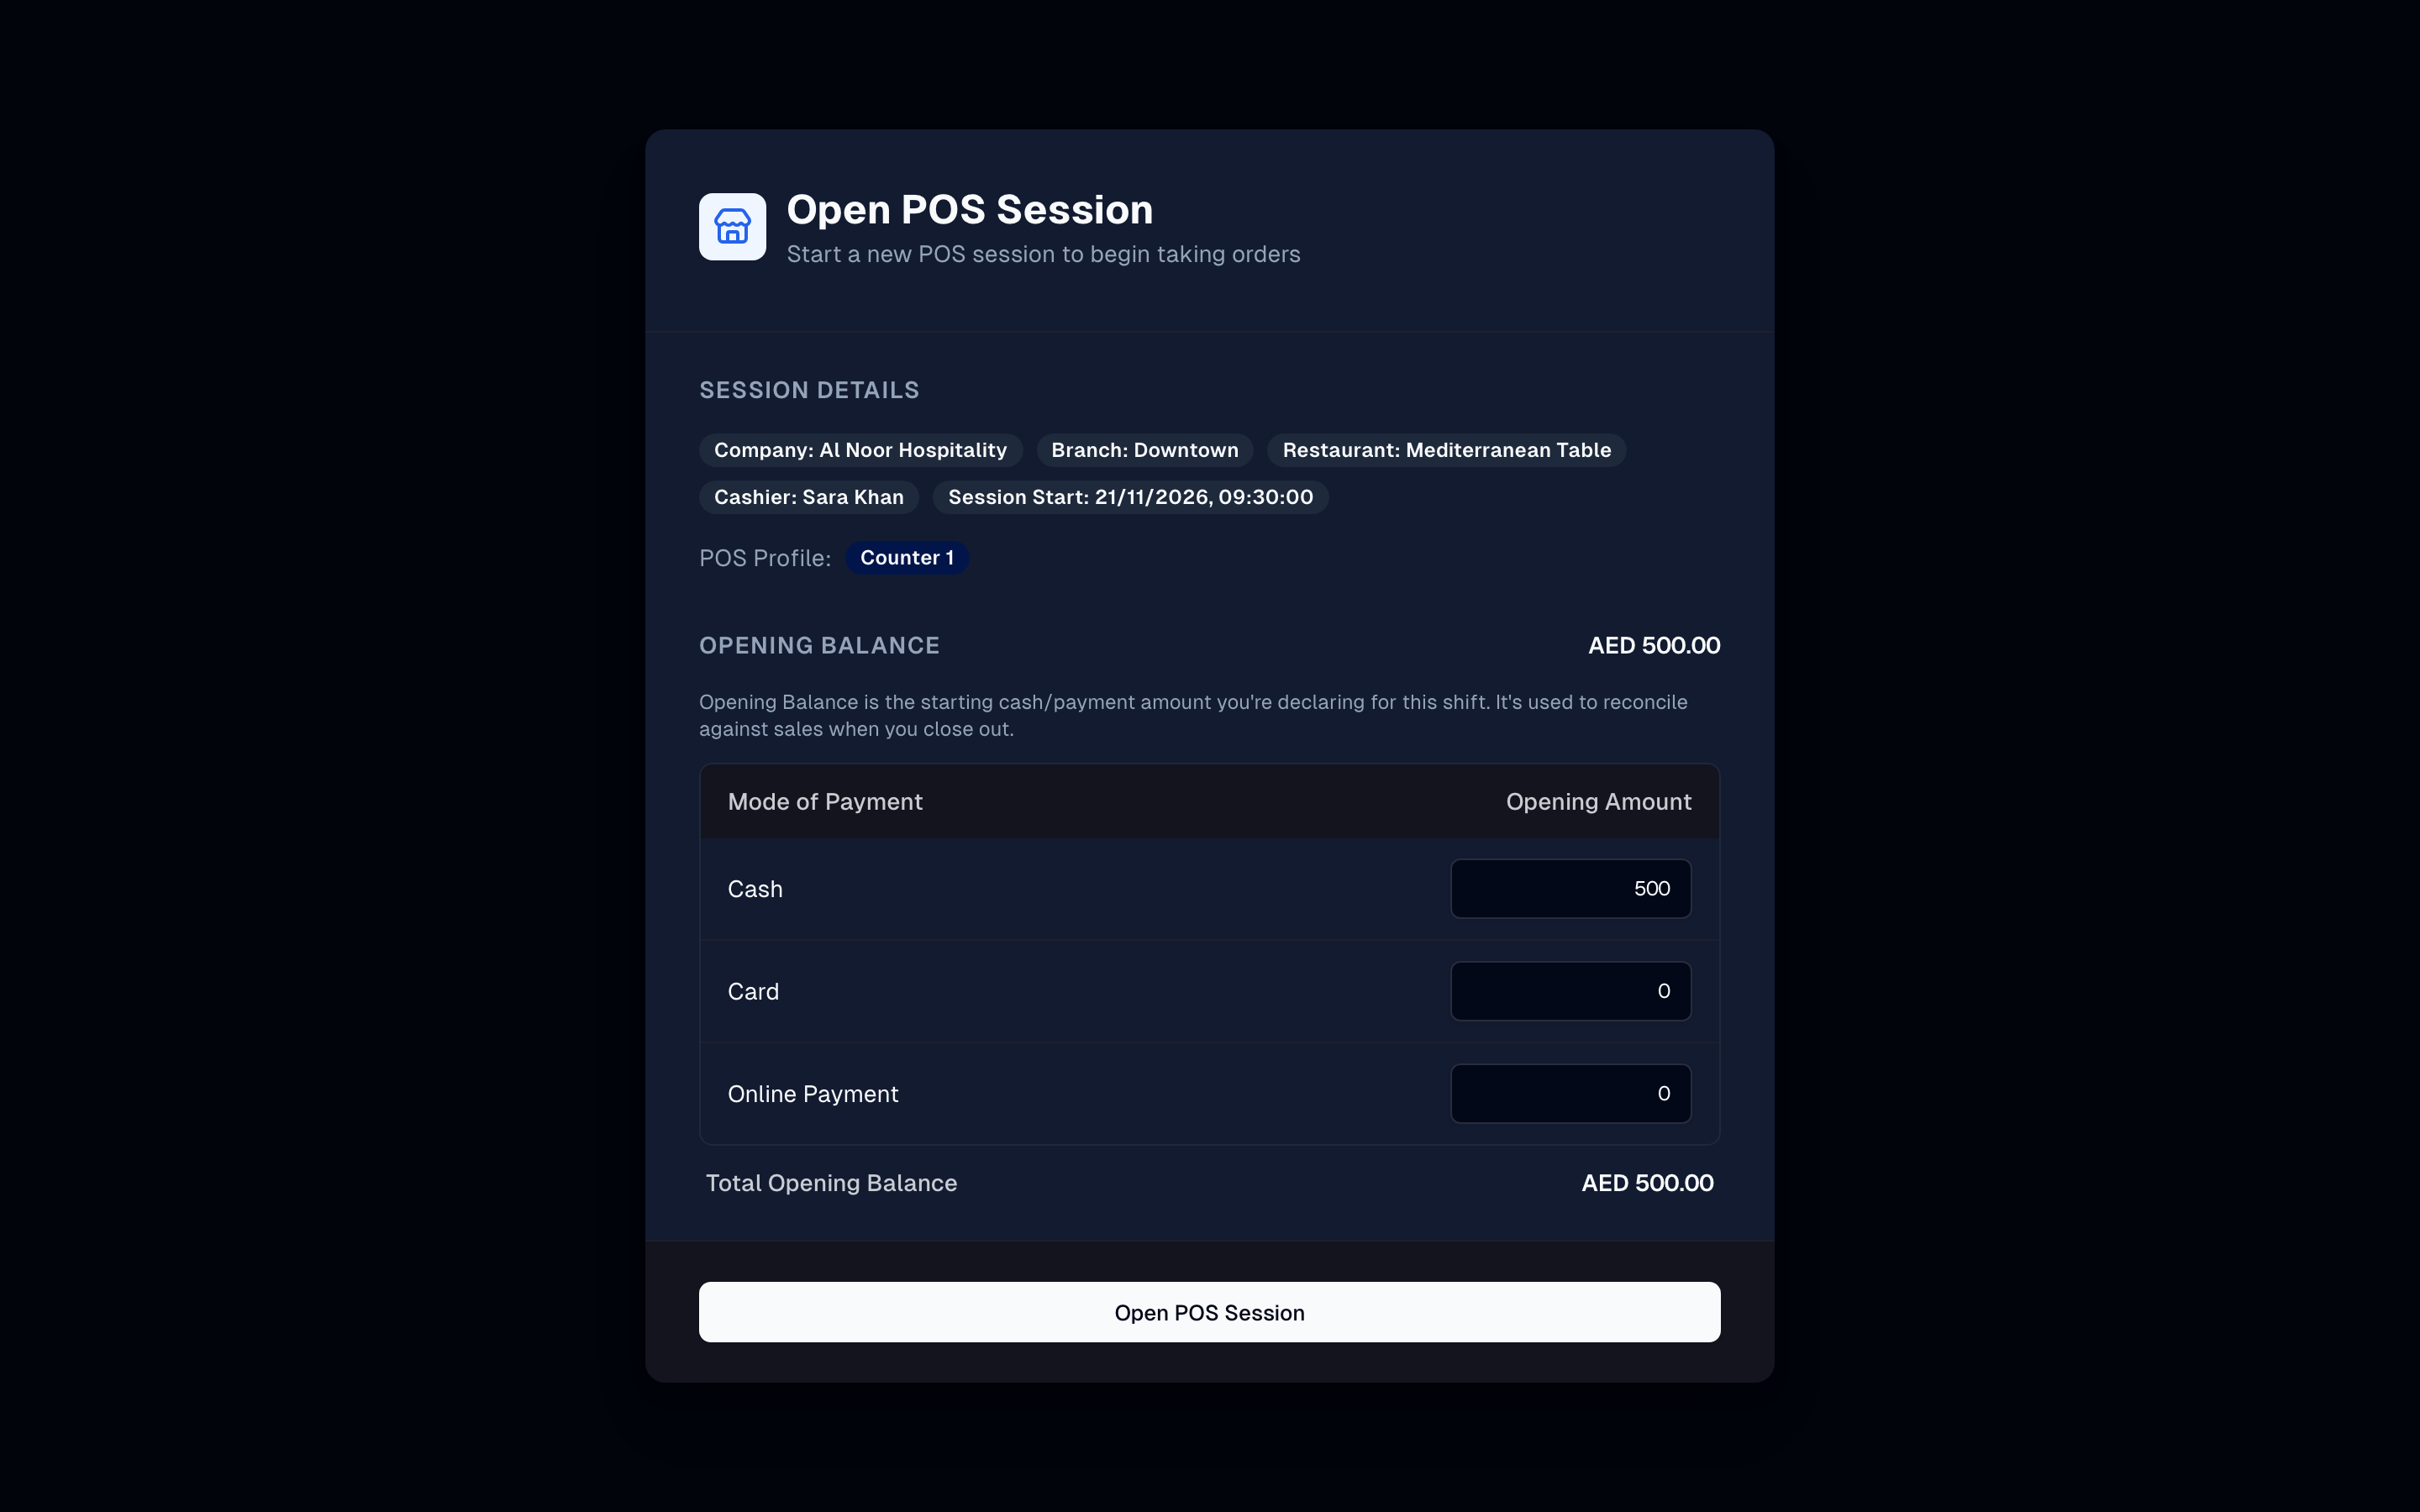 Open POS Session
Start a new POS session to begin taking orders
SESSION DETAILS
Company: Al Noor Hospitality Branch: Downtown Restaurant: Mediterranean Table
Cashier: Sara Khan Session Start: 21/11/2026, 09:30:00
POS Profile: Counter 1
OPENING BALANCE AED 500.00
Opening Balance is the starting cash/payment amount you're declaring for this shift. It's used to reconcile
against sales when you close out.
Mode of Payment Opening Amount
Cash 500
Card 0
Online Payment 0
Total Opening Balance AED 500.00
Open POS Session